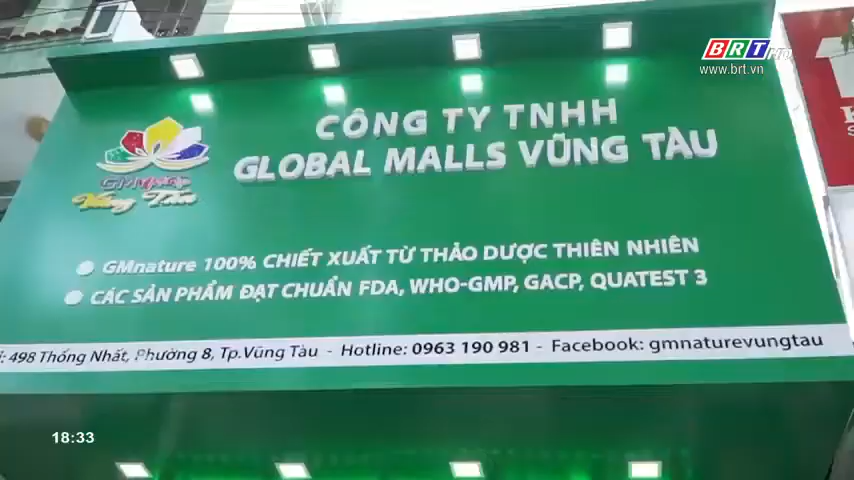 BRT HD
www.brt.vn
CÔNG TY TNHH
GLOBAL MALLS VŨNG TÀU
Vũng Tàu
GMnature 100% CHIẾT XUẤT TỪ THẢO DƯỢC THIÊN NHIÊN
CÁC SẢN PHẨM ĐẠT CHUẨN FDA, WHO-GMP, GACP, QUATEST 3
498 Thống Nhất, Phường 8, Tp.Vũng Tàu - Hotline: 0963 190 981 - Facebook: gmnaturevungtau
18:33